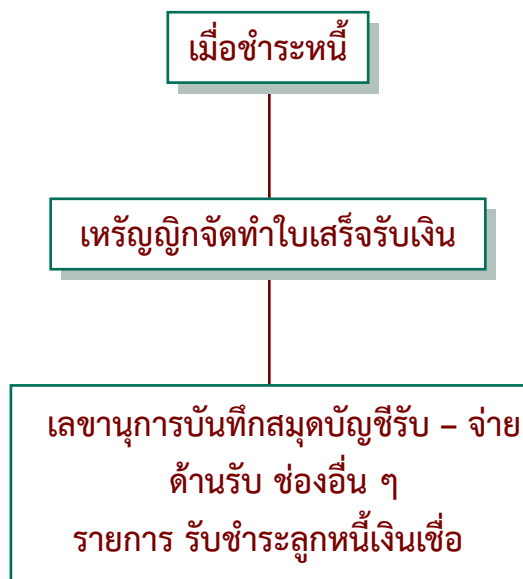 เมื่อชำระหนี้
เหรัญญิกจัดทำใบเสร็จรับเงิน
เลขานุการบันทึกสมุดบัญชีรับ – จ่าย
ด้านรับ ช่องอื่น ๆ
รายการ รับชำระลูกหนี้เงินเชื่อ